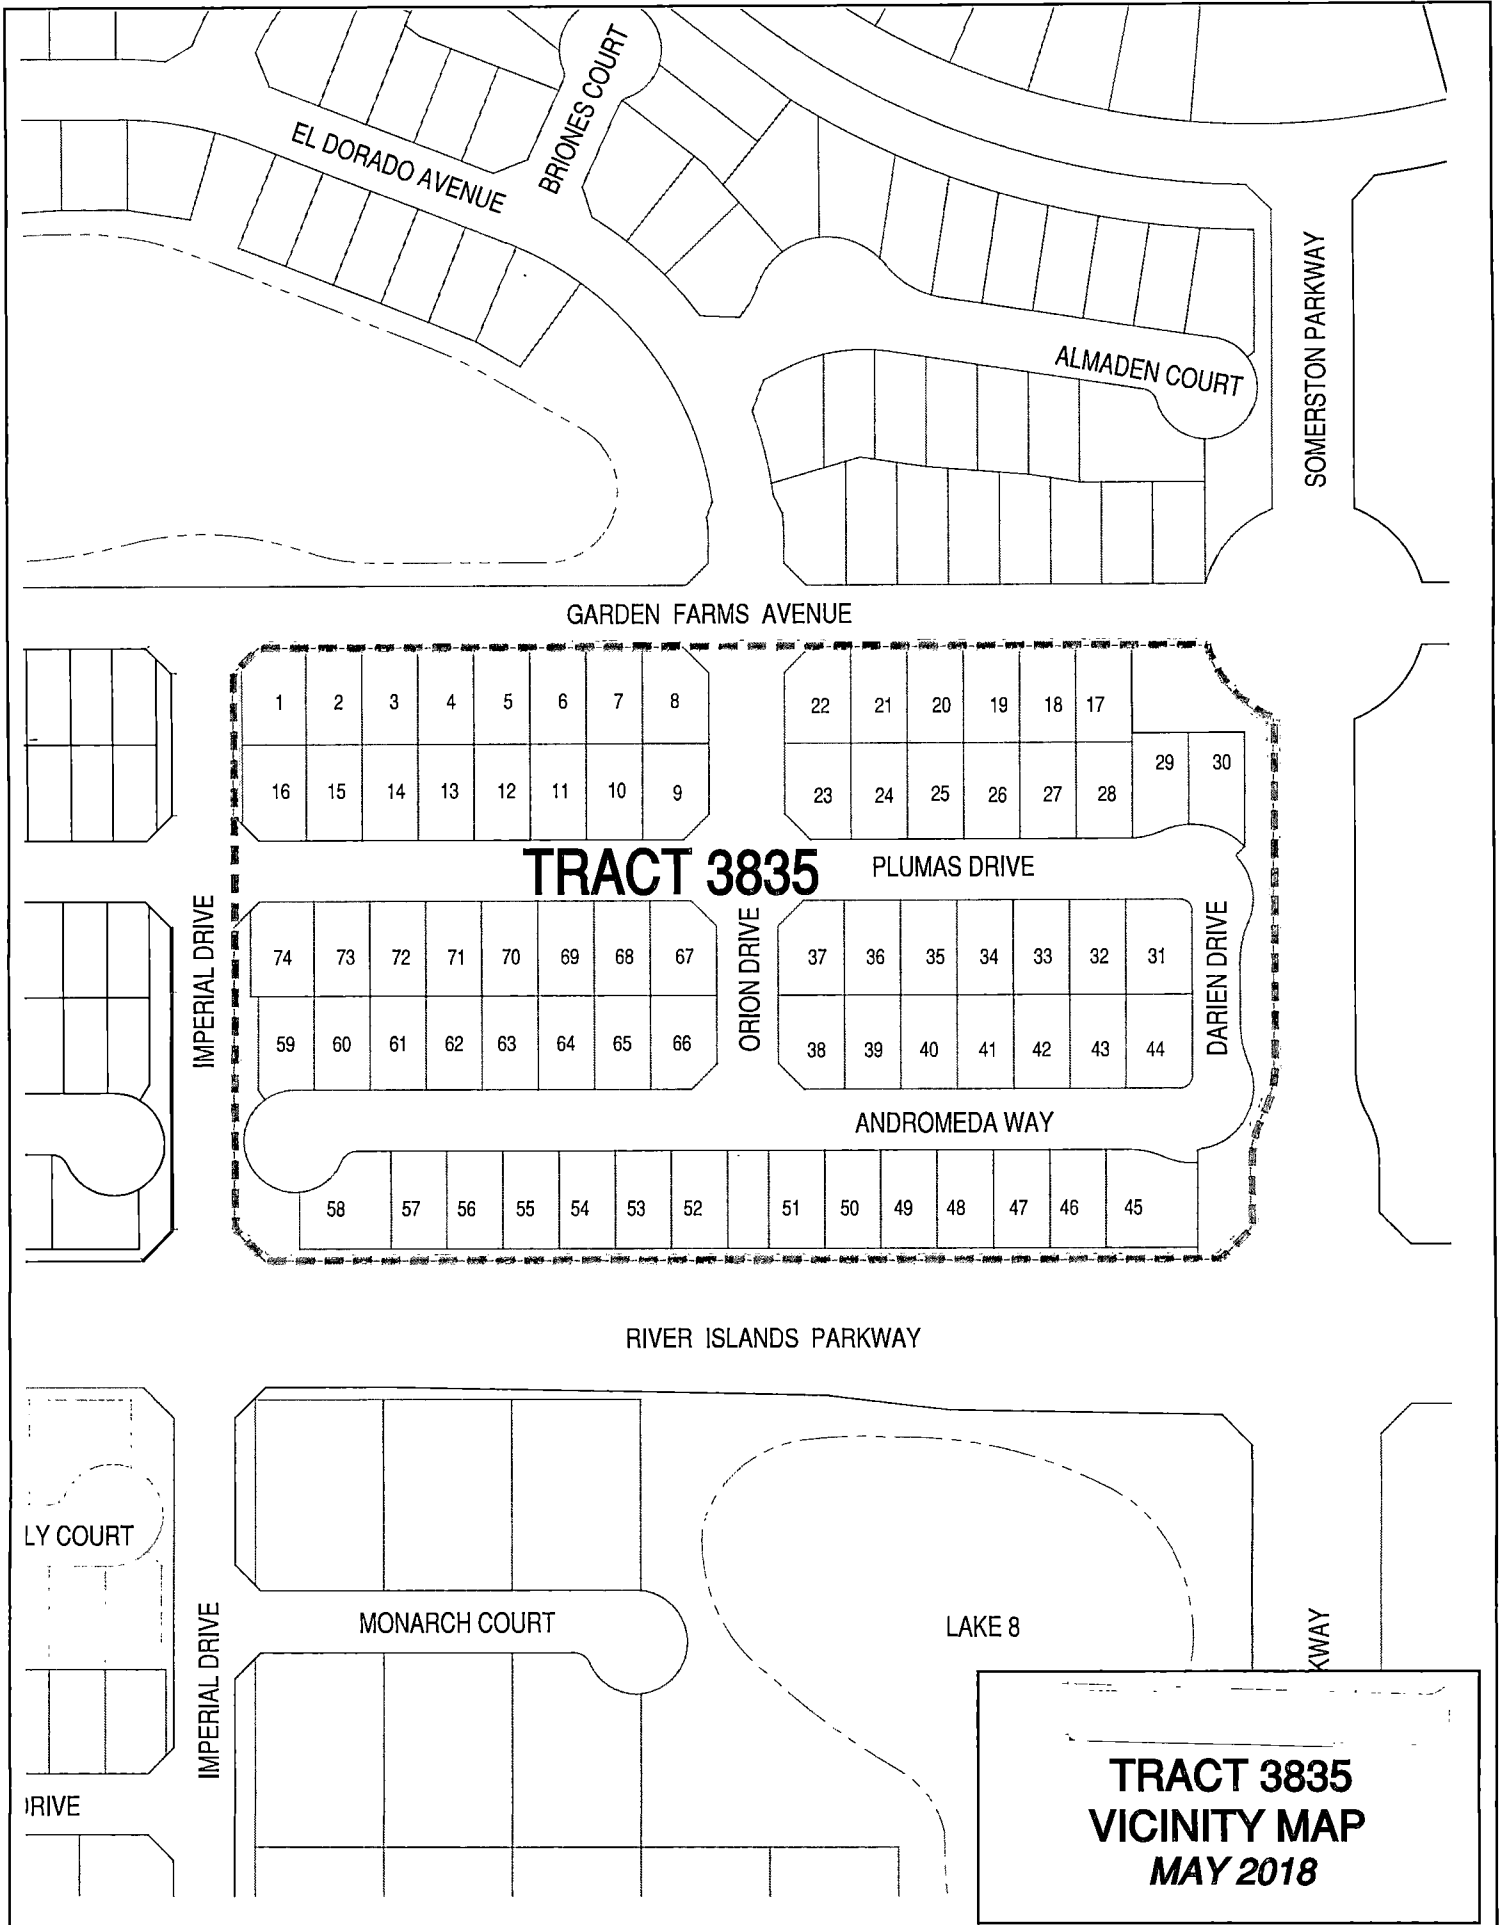 BRIONES COURT
EL DORADO AVENUE
SOMERSTON PARKWAY
ALMADEN COURT
GARDEN FARMS AVENUE
1 2 3 4 5 6 7 8
22 21 20 19 18 17
29 30
16 15 14 13 12 11 10 9
23 24 25 26 27 28
TRACT 3835
PLUMAS DRIVE
IMPERIAL DRIVE
ORION DRIVE
DARIEN DRIVE
74 73 72 71 70 69 68 67
37 36 35 34 33 32 31
59 60 61 62 63 64 65 66
38 39 40 41 42 43 44
ANDROMEDA WAY
58 57 56 55 54 53 52 51 50 49 48 47 46 45
RIVER ISLANDS PARKWAY
LY COURT
IMPERIAL DRIVE
MONARCH COURT
LAKE 8
KWAY
RIVE
TRACT 3835
VICINITY MAP
MAY 2018